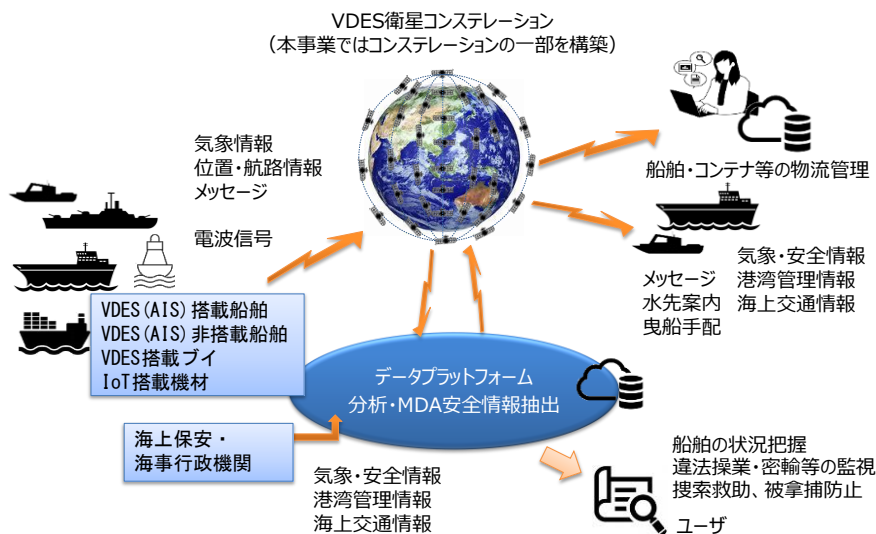 VDES衛星コンステレーション
（本事業ではコンステレーションの一部を構築）
気象情報
位置・航路情報
メッセージ
電波信号
VDES(AIS)搭載船舶
VDES(AIS)非搭載船舶
VDES搭載ブイ
IoT搭載機材
船舶・コンテナ等の物流管理
メッセージ
水先案内
曳船手配
気象・安全情報
港湾管理情報
海上交通情報
データプラットフォーム
分析・MDA安全情報抽出
海上保安・
海事行政機関
気象・安全情報
港湾管理情報
海上交通情報
船舶の状況把握
違法操業・密輸等の監視
捜索救助、被拿捕防止
ユーザ